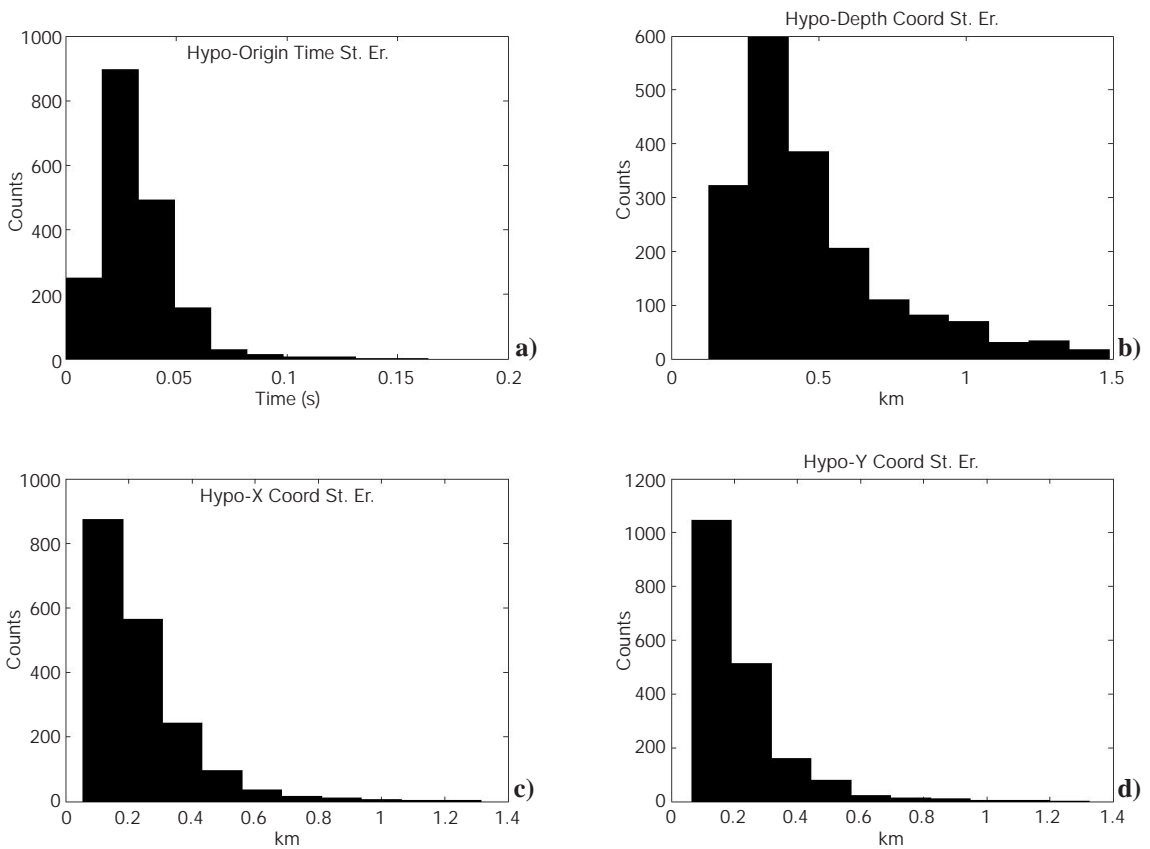 Hypo-Origin Time St. Er.
1000
800
600
400
200
0
Counts
0 0.05 0.1 0.15 0.2
Time (s)
a)
Hypo-Depth Coord St. Er.
600
500
400
300
200
100
0
Counts
0 0.5 1 1.5
km
b)
Hypo-X Coord St. Er.
1000
800
600
400
200
0
Counts
0 0.2 0.4 0.6 0.8 1 1.2 1.4
km
c)
Hypo-Y Coord St. Er.
1200
1000
800
600
400
200
0
Counts
0 0.2 0.4 0.6 0.8 1 1.2 1.4
km
d)